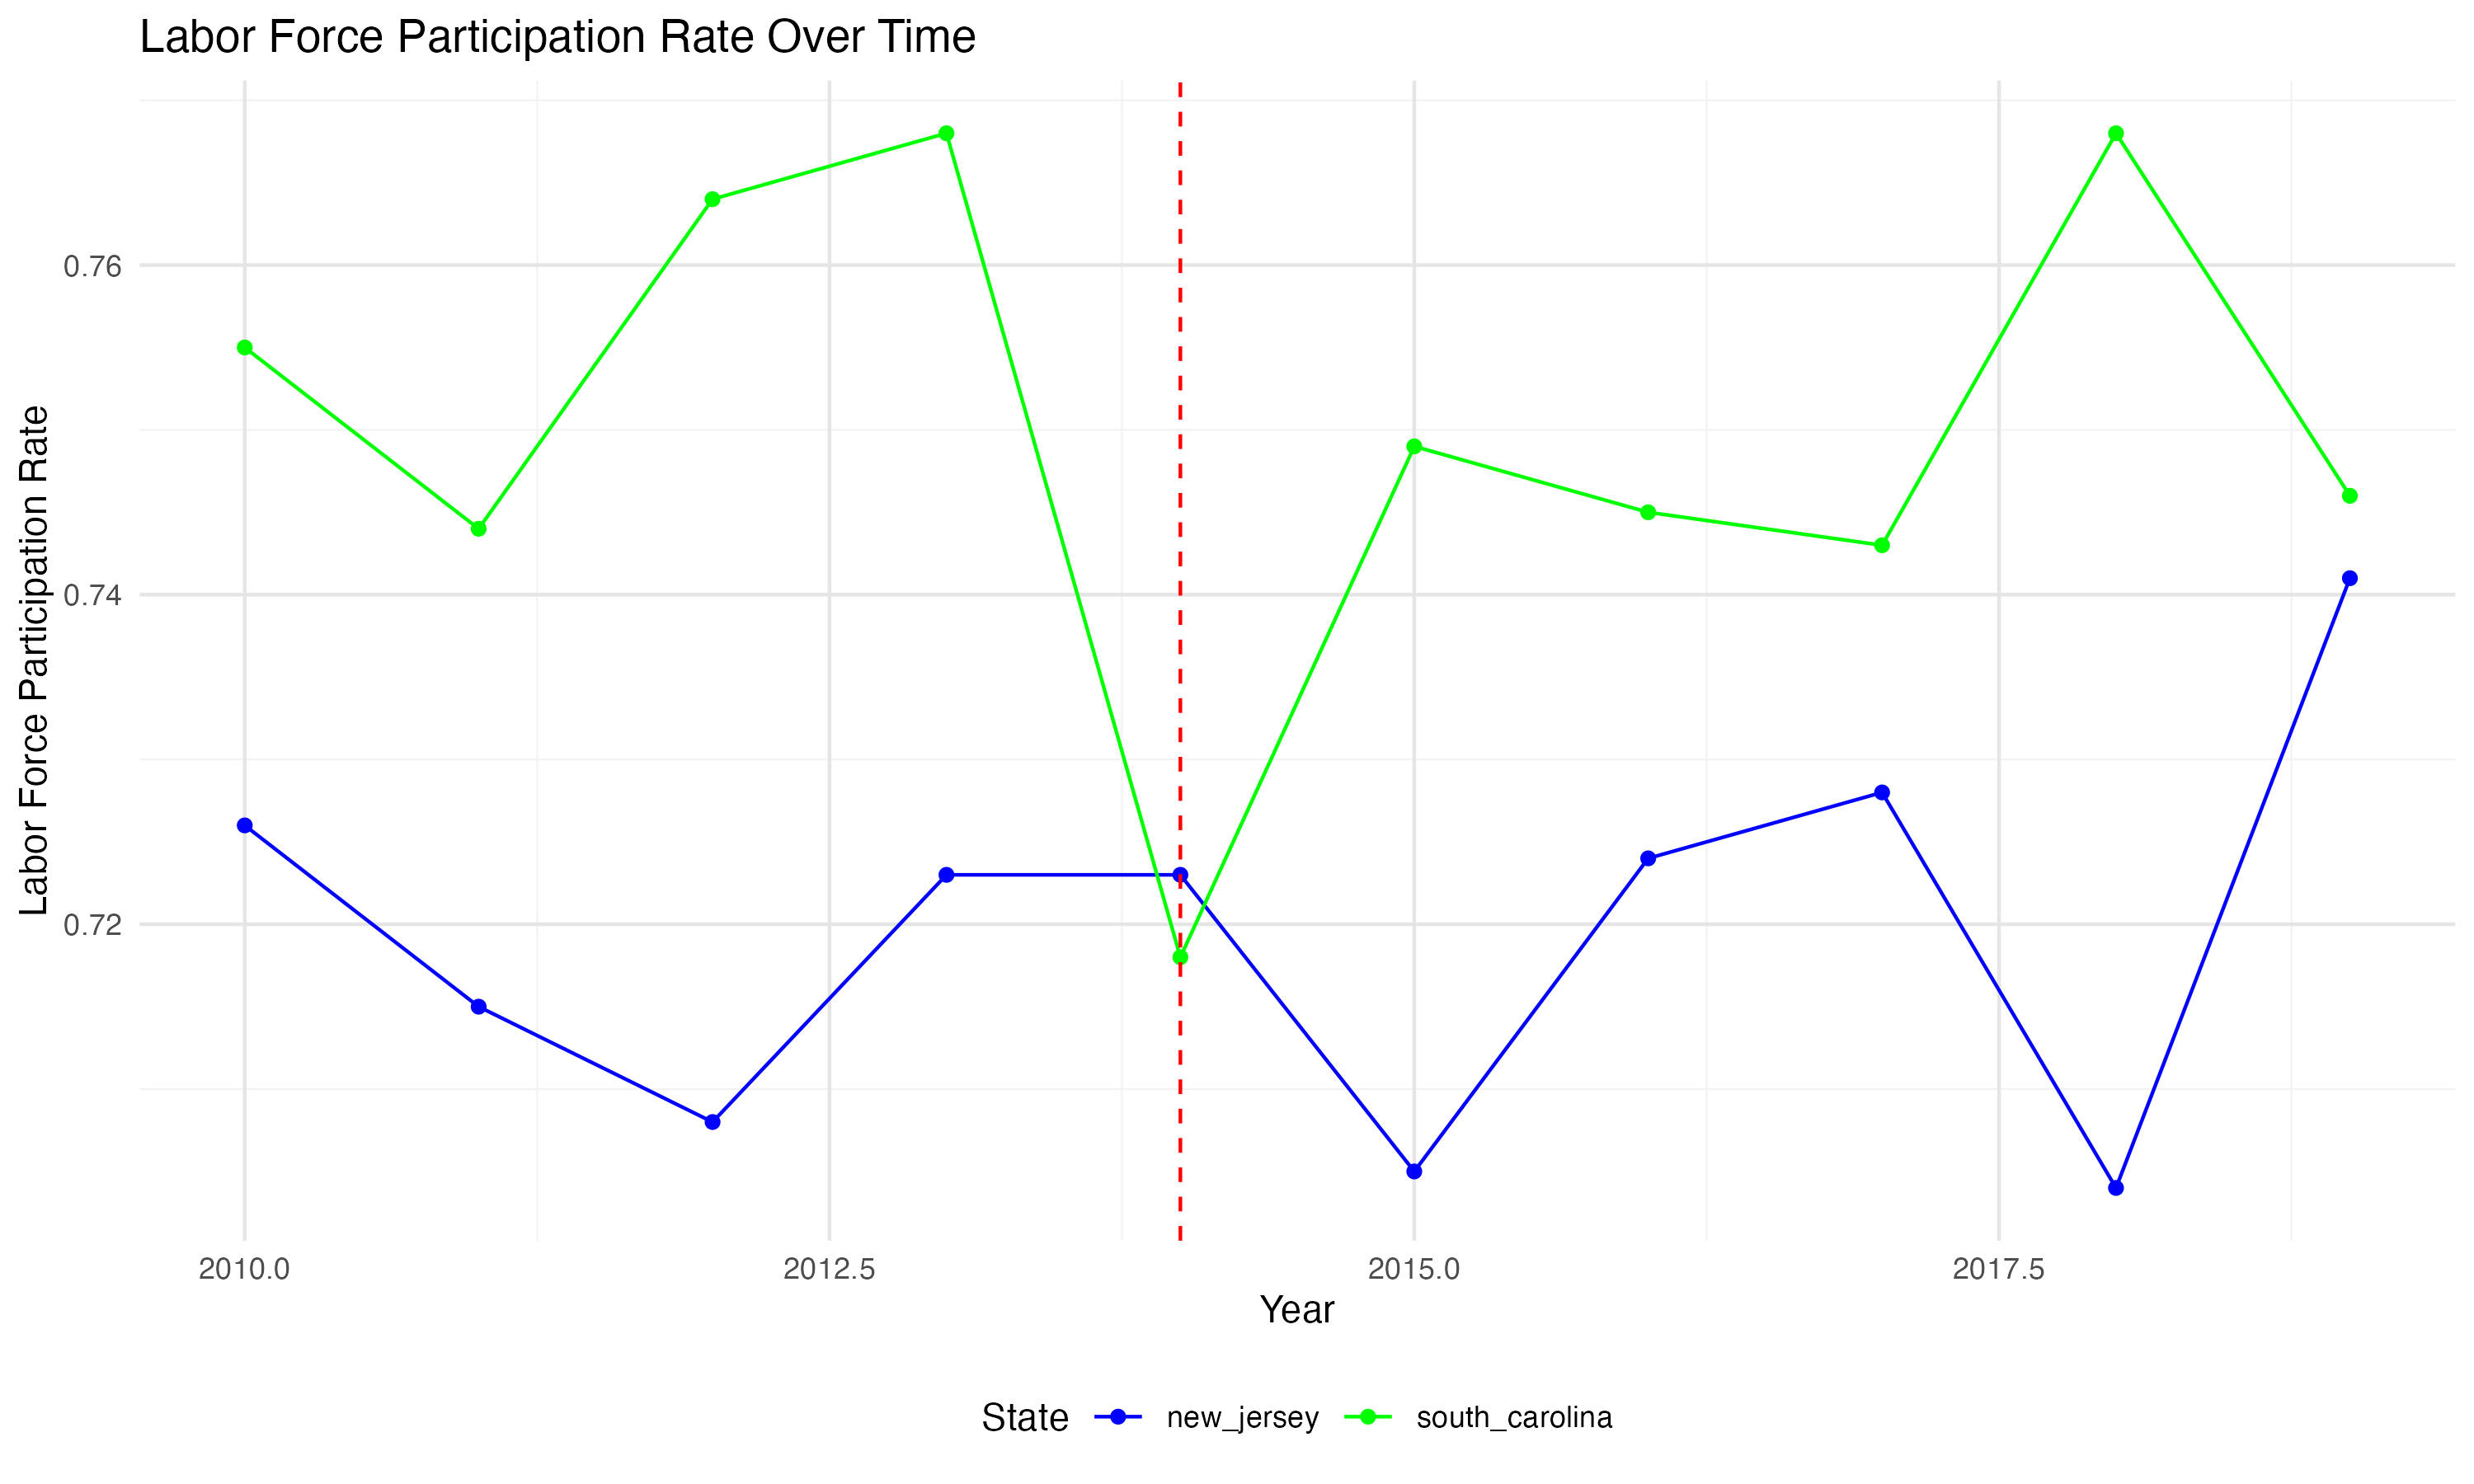 Labor Force Participation Rate Over Time
Labor Force Participation Rate
0.76
0.74
0.72
2010.0 2012.5 2015.0 2017.5
Year
State new_jersey south_carolina